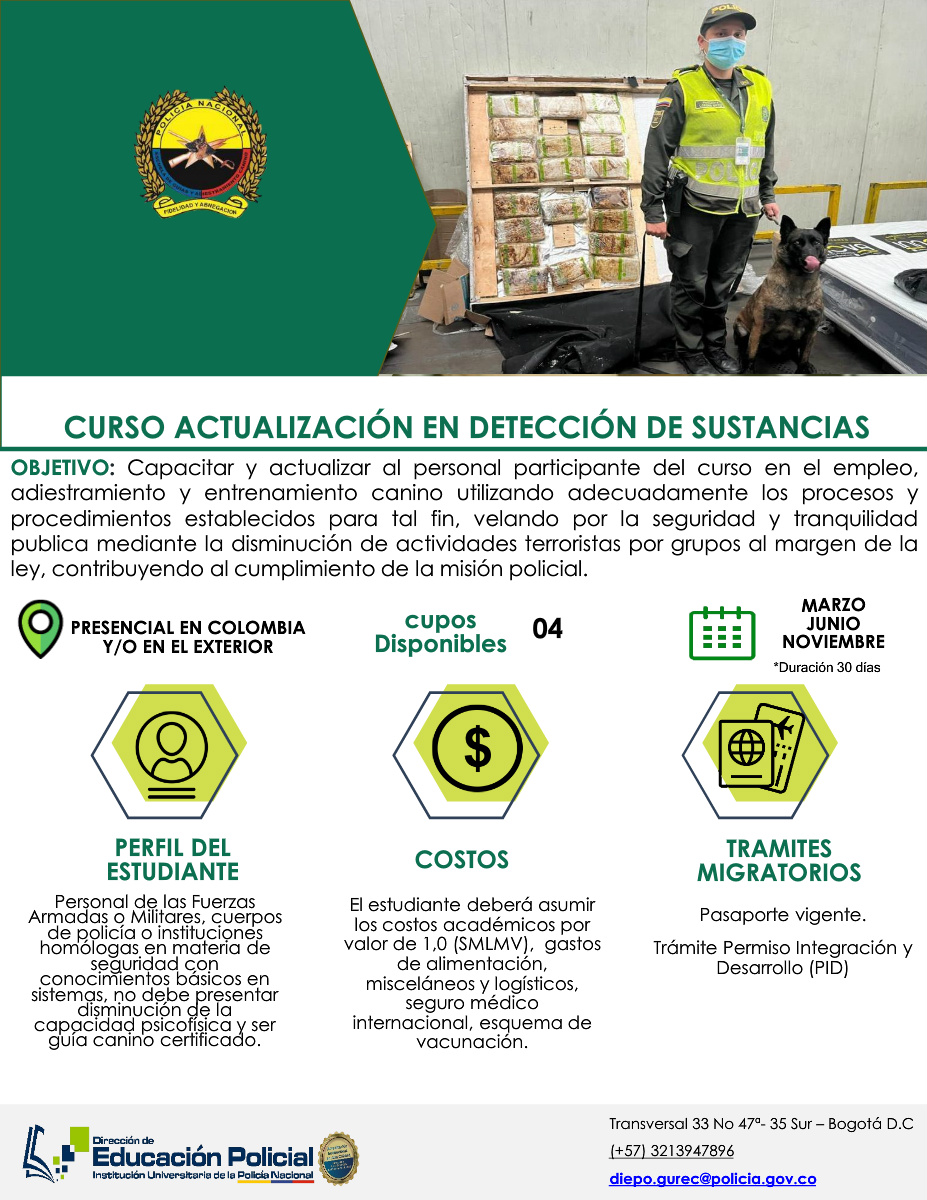 POLICIA NACIONAL
FIDELIDAD Y ABNEGACION
POLICIA
CURSO ACTUALIZACIÓN EN DETECCIÓN DE SUSTANCIAS
OBJETIVO: Capacitar y actualizar al personal participante del curso en el empleo,
adiestramiento y entrenamiento canino utilizando adecuadamente los procesos y
procedimientos establecidos para tal fin, velando por la seguridad y tranquilidad
publica mediante la disminución de actividades terroristas por grupos al margen de la
ley, contribuyendo al cumplimiento de la misión policial.
PRESENCIAL EN COLOMBIA
Y/O EN EL EXTERIOR
cupos
Disponibles
04
MARZO
JUNIO
NOVIEMBRE
*Duración 30 días
$
PERFIL DEL
ESTUDIANTE
Personal de las Fuerzas
Armadas o Militares, cuerpos
de policía o instituciones
homólogas en materia de
seguridad con
conocimientos básicos en
sistemas, no debe presentar
disminución de la
capacidad psicofísica y ser
guía canino certificado.
COSTOS
El estudiante deberá asumir
los costos académicos por
valor de 1,0 (SMLMV), gastos
de alimentación,
misceláneos y logísticos,
seguro médico
internacional, esquema de
vacunación.
TRAMITES
MIGRATORIOS
Pasaporte vigente.
Trámite Permiso Integración y
Desarrollo (PID)
Dirección de
Educación Policial
Institución Universitaria de la Policía Nacional
Transversal 33 No 47ª- 35 Sur – Bogotá D.C
(+57) 3213947896
diepo.gurec@policia.gov.co